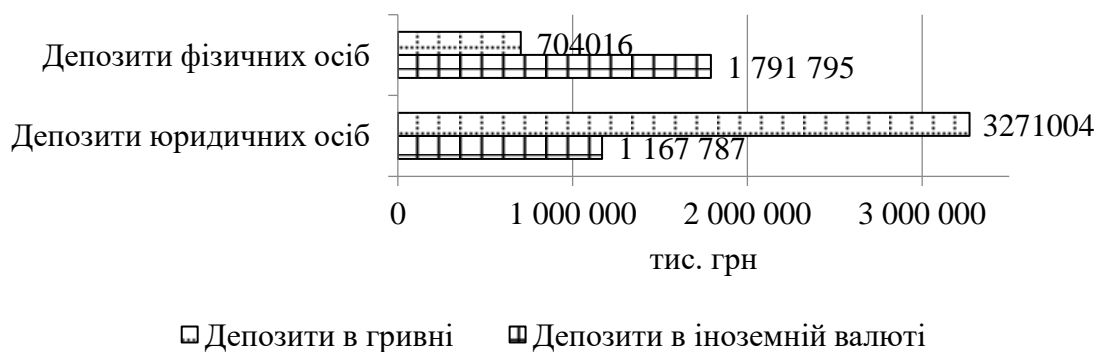 Депозити фізичних осіб
704016
1 791 795
Депозити юридичних осіб
3271004
1 167 787
0 1 000 000 2 000 000 3 000 000
тис. грн
Депозити в гривні Депозити в іноземній валюті